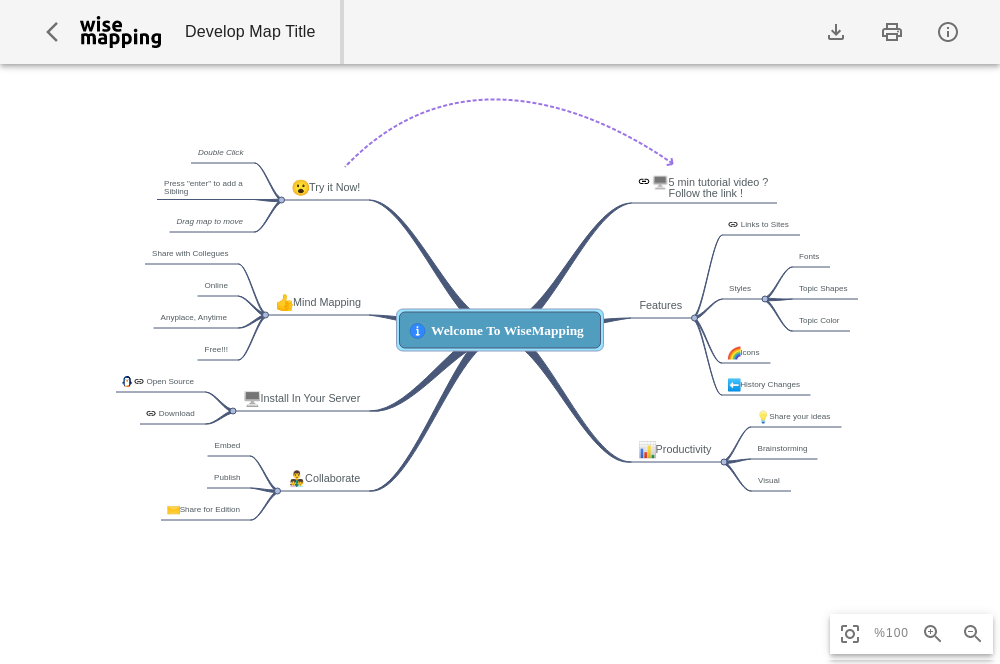 wise
mapping
Develop Map Title
Double Click
Press "enter" to add a
Sibling
Drag map to move
Try it Now!
Share with Collegues
Online
Anyplace, Anytime
Free!!!
Mind Mapping
Open Source
Download
Install In Your Server
Embed
Publish
Share for Edition
Collaborate
Welcome To WiseMapping
5 min tutorial video ?
Follow the link !
Links to Sites
Fonts
Styles
Topic Shapes
Topic Color
Features
Icons
History Changes
Share your ideas
Productivity
Brainstorming
Visual
%100